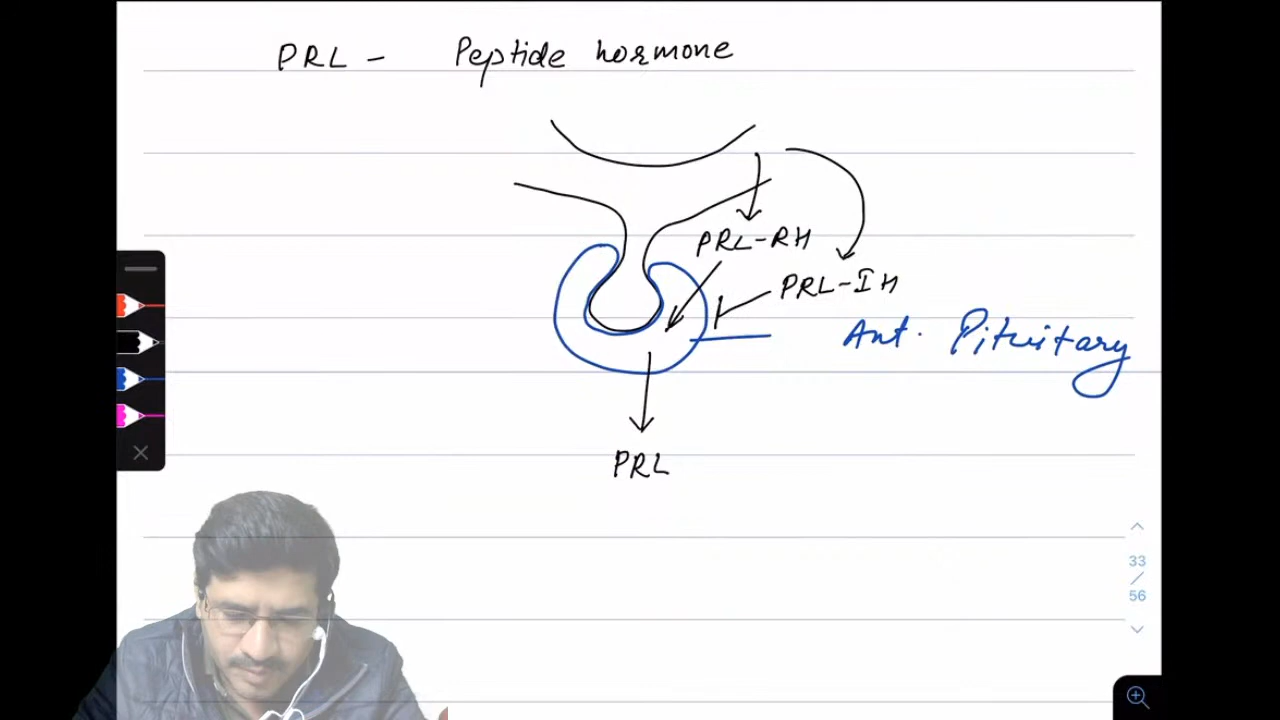 PRL - Peptide hormone
PRL-RH
PRL-IH
Ant. Pituitary
PRL
33
/
56